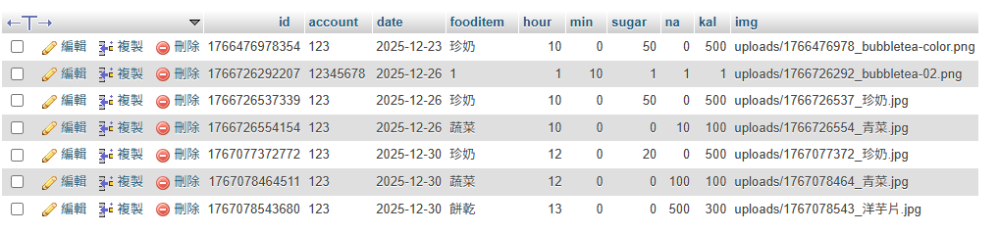 id account date fooditem hour min sugar na kal img
編輯 複製 刪除 1766476978354 123 2025-12-23 珍奶 10 0 50 0 500 uploads/1766476978_bubbletea-color.png
編輯 複製 刪除 1766726292207 12345678 2025-12-26 1 1 10 1 1 1 uploads/1766726292_bubbletea-02.png
編輯 複製 刪除 1766726537339 123 2025-12-26 珍奶 10 0 50 0 500 uploads/1766726537_珍奶.jpg
編輯 複製 刪除 1766726554154 123 2025-12-26 蔬菜 10 0 0 10 100 uploads/1766726554_青菜.jpg
編輯 複製 刪除 1767077372772 123 2025-12-30 珍奶 12 0 20 0 500 uploads/1767077372_珍奶.jpg
編輯 複製 刪除 1767078464511 123 2025-12-30 蔬菜 12 0 0 100 100 uploads/1767078464_青菜.jpg
編輯 複製 刪除 1767078543680 123 2025-12-30 餅乾 13 0 0 500 300 uploads/1767078543_洋芋片.jpg